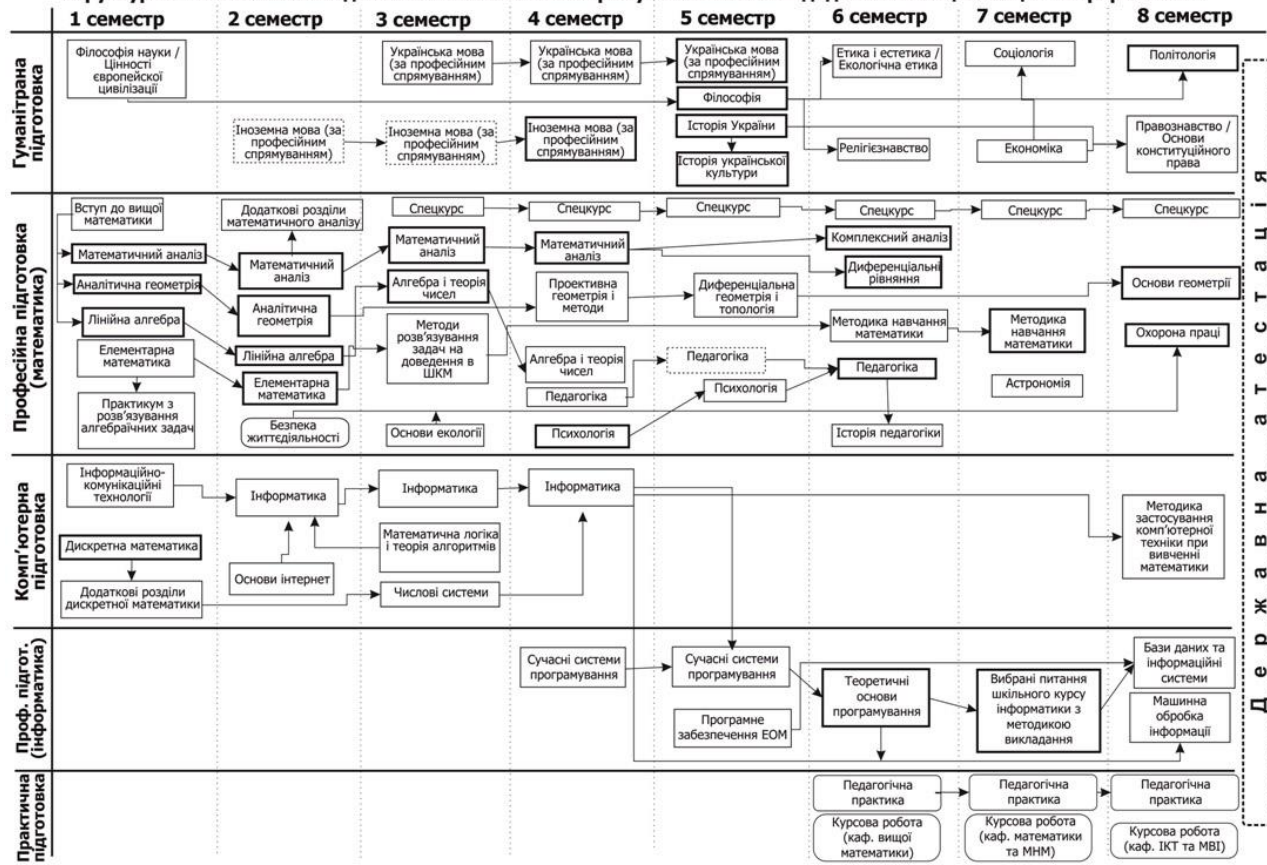 1 семестр
2 семестр
3 семестр
4 семестр
5 семестр
6 семестр
7 семестр
8 семестр
Гуманітрана
підготовка
Філософія науки /
Цінності
європейскої
цивілізації
Українська мова
(за професійним
спрямуванням)
Українська мова
(за професійним
спрямуванням)
Українська мова
(за професійним
спрямуванням)
Етика і естетика /
Екологічна етика
Соціологія
Політологія
Філософія
Іноземна мова (за
професійним
спрямуванням)
Іноземна мова (за
професійним
спрямуванням)
Іноземна мова (за
професійним
спрямуванням)
Історія України
Історія української
культури
Релігієзнавство
Економіка
Правознавство /
Основи
конституційного
права
Професійна підготовка
(математика)
Вступ до вищої
математики
Додаткові розділи
математичного аналізу
Спецкурс
Спецкурс
Спецкурс
Спецкурс
Спецкурс
Спецкурс
Математичний аналіз
Математичний
аналіз
Математичний
аналіз
Математичний
аналіз
Комплексний аналіз
Диференціальні
рівняння
Аналітична геометрія
Аналітична
геометрія
Алгебра і теорія
чисел
Проективна
геометрія і
методи
Диференціальна
геометрія і
топологія
Основи геометрії
Лінійна алгебра
Лінійна алгебра
Методи
розв'язування
задач на
доведення в
ШКМ
Методика навчання
математики
Методика
навчання
математики
Охорона праці
Елементарна
математика
Елементарна
математика
Алгебра і теорія
чисел
Педагогіка
Педагогіка
Психологія
Педагогіка
Астрономія
Практикум з
розв'язування
алгебраїчних задач
Безпека
життєдіяльності
Основи екології
Психологія
Історія педагогіки
Комп'ютерна
підготовка
Інформаційно-
комунікаційні
технології
Інформатика
Інформатика
Інформатика
Дискретна математика
Математична логіка
і теорія алгоритмів
Методика
застосування
комп'ютерної
техніки при
вивченні
математики
Додаткові розділи
дискретної математики
Основи інтернет
Числові системи
Проф. підгот.
(інформатика)
Сучасні системи
програмування
Сучасні системи
програмування
Теоретичні
основи
програмування
Вибрані питання
шкільного курсу
інформатики з
методикою
викладання
Бази даних та
інформаційні
системи
Програмне
забезпечення ЕОМ
Машинна
обробка
інформації
Практична
підготовка
Педагогічна
практика
Педагогічна
практика
Педагогічна
практика
Курсова робота
(каф. вищої
математики)
Курсова робота
(каф. математики
та МНМ)
Курсова робота
(каф. ІКТ та МВІ)
Державна атестація